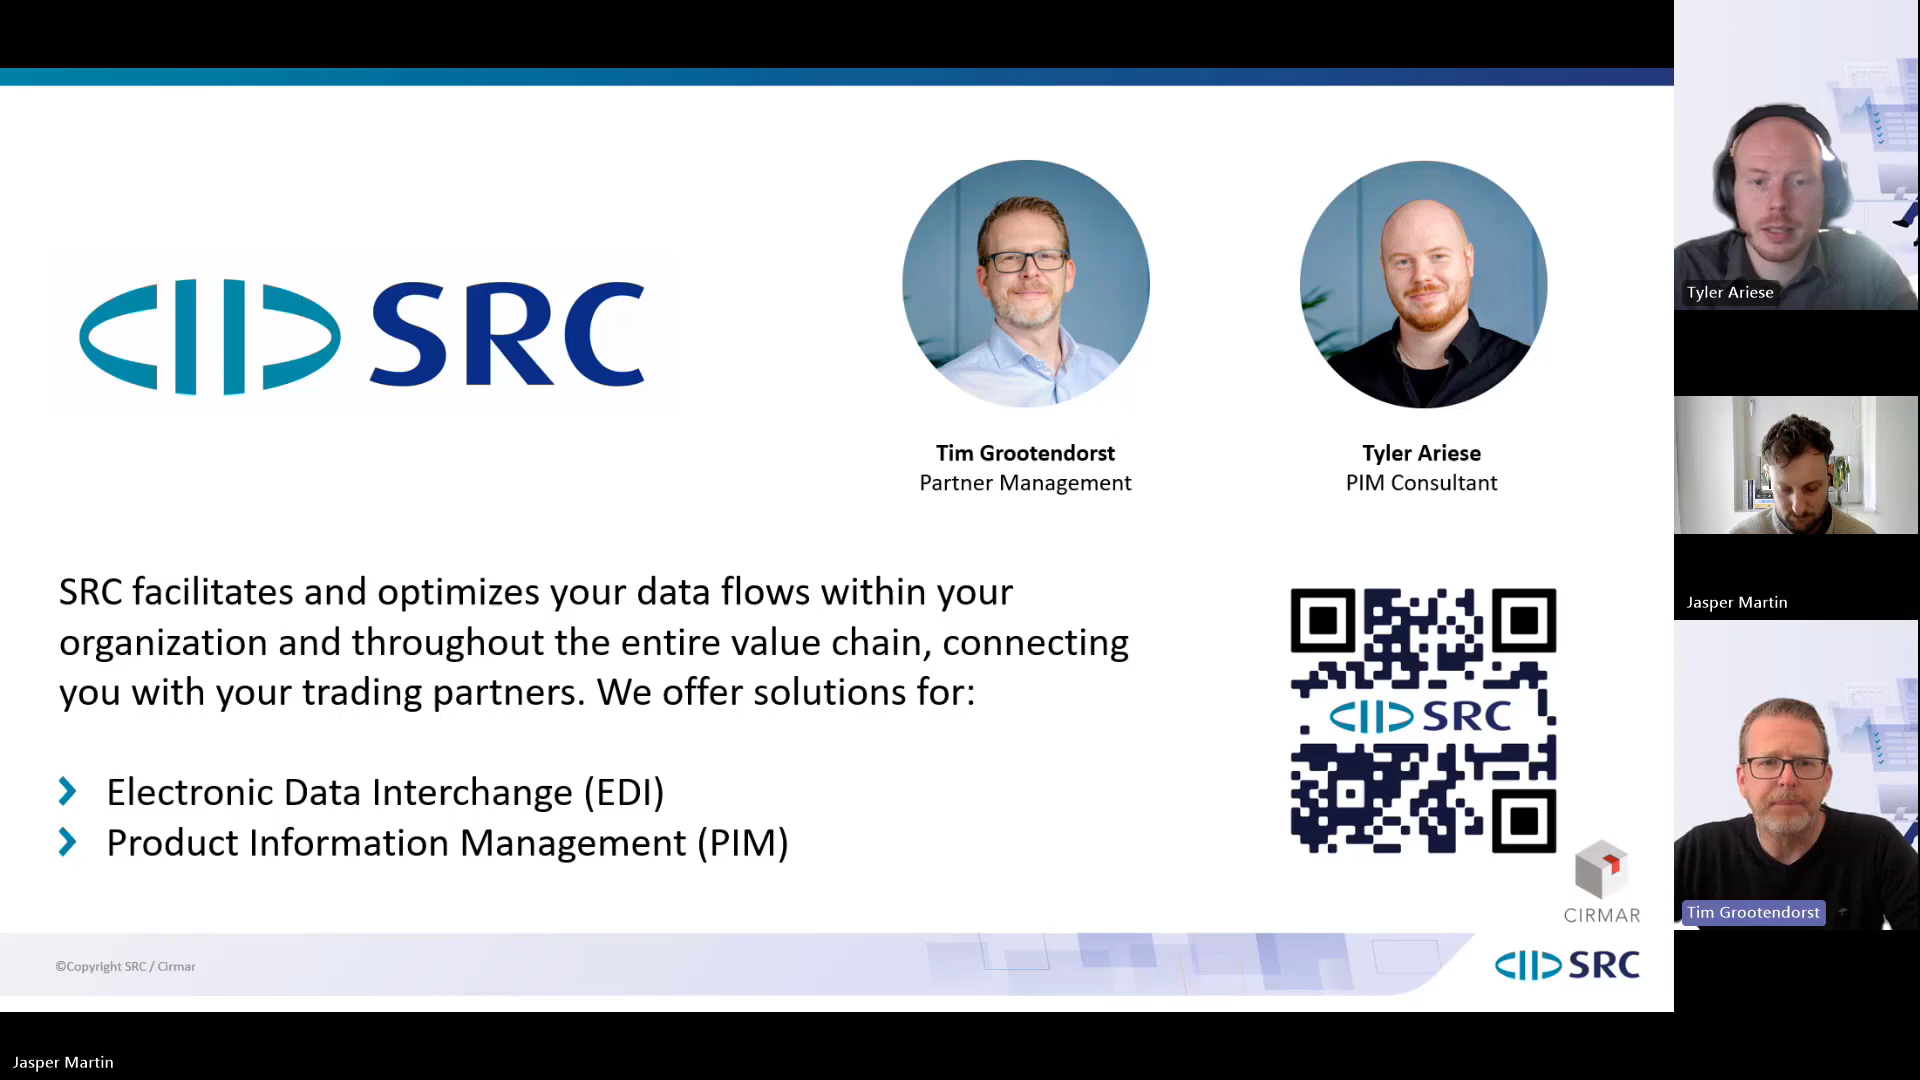 SRC
Tim Grootendorst
Partner Management
Tyler Ariese
PIM Consultant
SRC facilitates and optimizes your data flows within your
organization and throughout the entire value chain, connecting
you with your trading partners. We offer solutions for:
Electronic Data Interchange (EDI)
Product Information Management (PIM)
SRC
CIRMAR
©Copyright SRC / Cirmar
SRC
Tyler Ariese
Jasper Martin
Tim Grootendorst
Jasper Martin